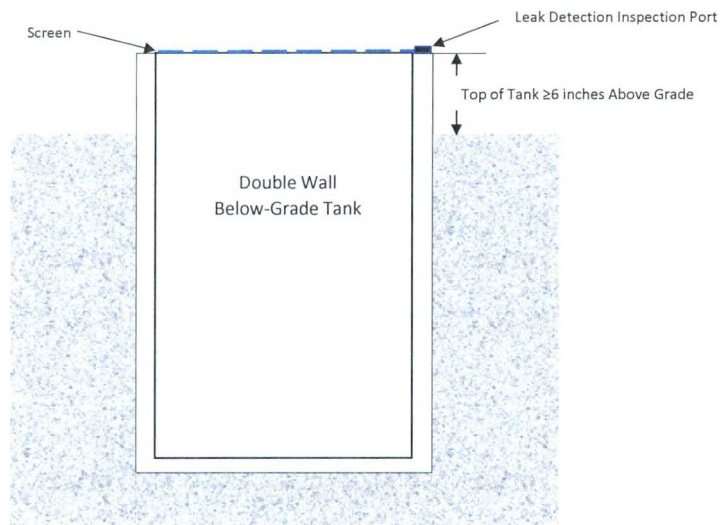 Leak Detection Inspection Port
Screen
Top of Tank ≥6 inches Above Grade
Double Wall
Below-Grade Tank